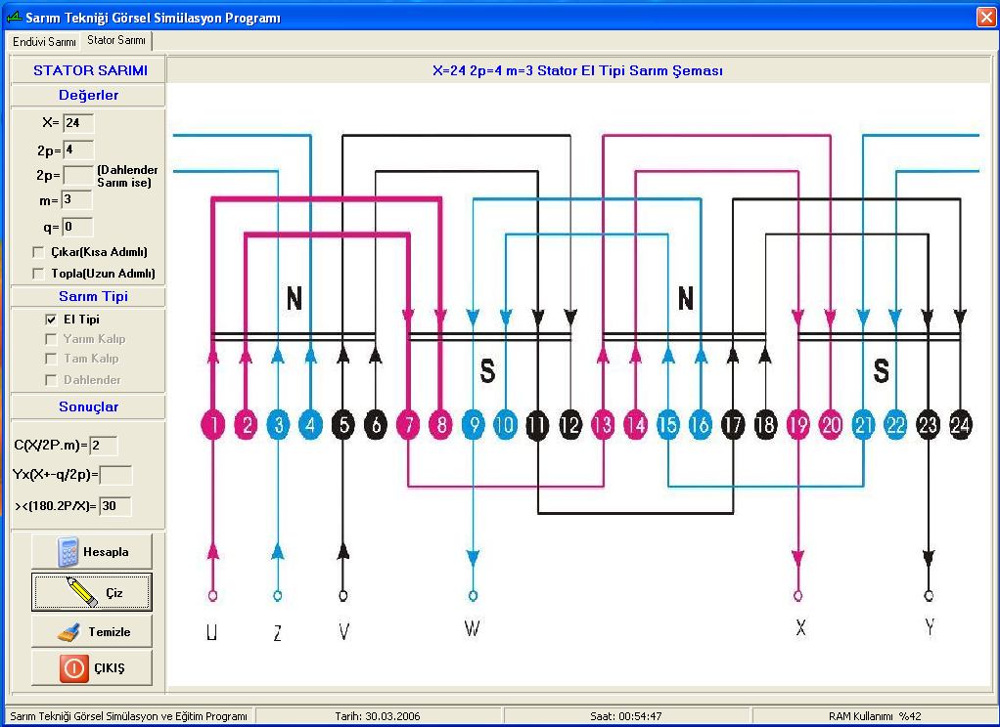 Sarım Tekniği Görsel Simülasyon Programı
Endüvi Sarımı Stator Sarımı
STATOR SARIMI
X=24 2p=4 m=3 Stator El Tipi Sarım Şeması
Değerler
X= 24
2p= 4
2p= (Dahlender Sarım ise)
m= 3
q= 0
Çıkar(Kısa Adımlı)
Topla(Uzun Adımlı)
Sarım Tipi
El Tipi
Yarım Kalıp
Tam Kalıp
Dahlender
Sonuçlar
C(X/2P.m)= 2
Yx(X+-q/2p)=
><(180.2P/X)= 30
Hesapla
Çiz
Temizle
ÇIKIŞ
N N
S S
1 2 3 4 5 6 7 8 9 10 11 12 13 14 15 16 17 18 19 20 21 22 23 24
U Z V W X Y
Sarım Tekniği Görsel Simülasyon ve Eğitim Programı Tarih: 30.03.2006 Saat: 00:54:47 RAM Kullanımı %42